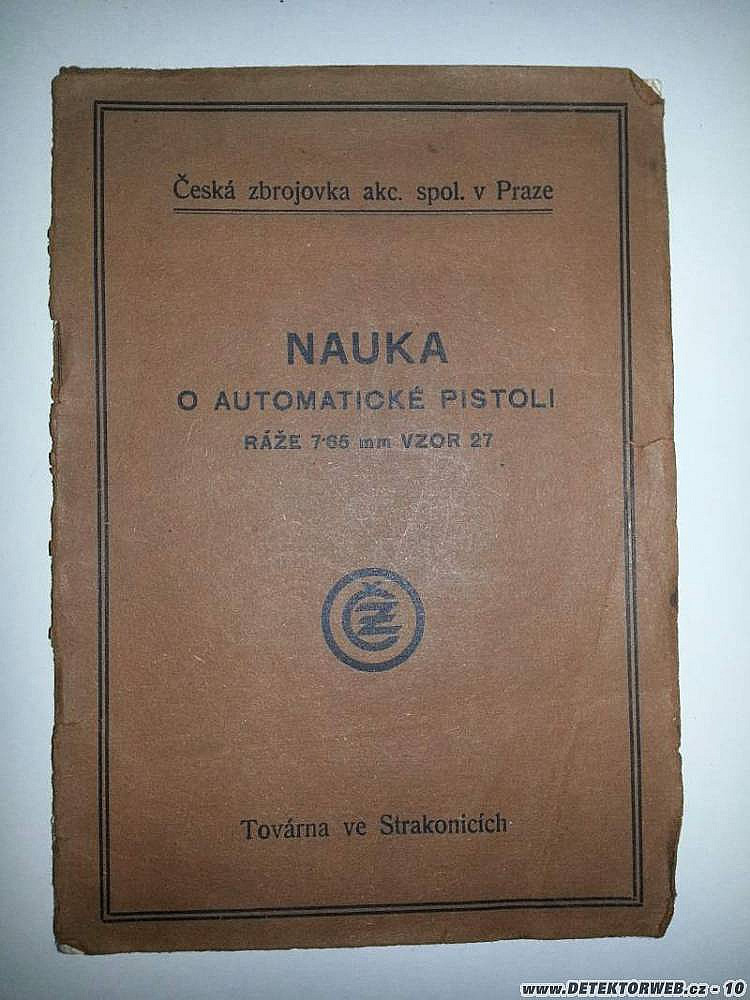 Česká zbrojovka akc. spol. v Praze
NAUKA
O AUTOMATICKÉ PISTOLI
RÁŽE 7·65 mm VZOR 27
ČZ
Továrna ve Strakonicích
www.DETEKTORWEB.cz - 10